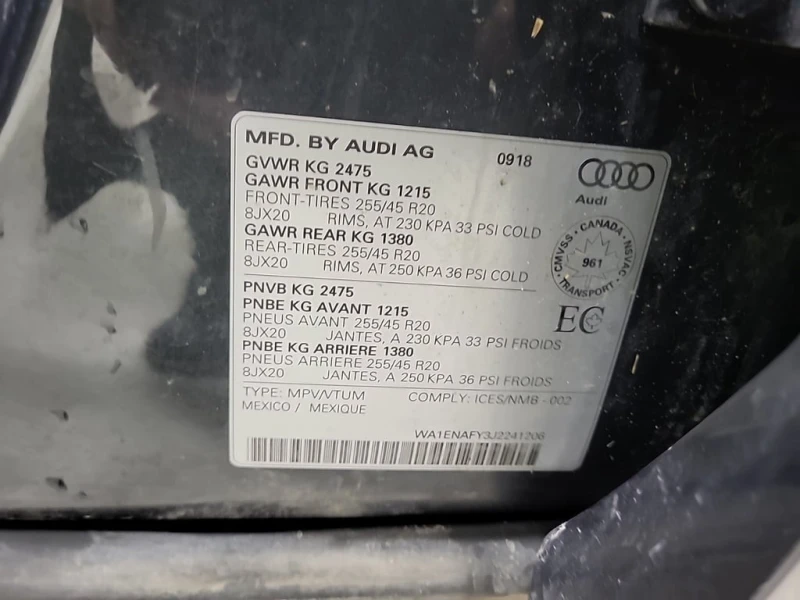 MFD. BY AUDI AG 0918
GVWR KG 2475
GAWR FRONT KG 1215
FRONT-TIRES 255/45 R20
8JX20 RIMS, AT 230 KPA 33 PSI COLD
GAWR REAR KG 1380
REAR-TIRES 255/45 R20
8JX20 RIMS, AT 250 KPA 36 PSI COLD
Audi
CMVSS - CANADA - NSVAC
961
TRANSPORT
EC
PNVB KG 2475
PNBE KG AVANT 1215
PNEUS AVANT 255/45 R20
8JX20 JANTES, A 230 KPA 33 PSI FROIDS
PNBE KG ARRIERE 1380
PNEUS ARRIERE 255/45 R20
8JX20 JANTES, A 250 KPA 36 PSI FROIDS
TYPE: MPV/VTUM COMPLY: ICES/NMB - 002
MEXICO / MEXIQUE
WA1ENAFY3J2241206